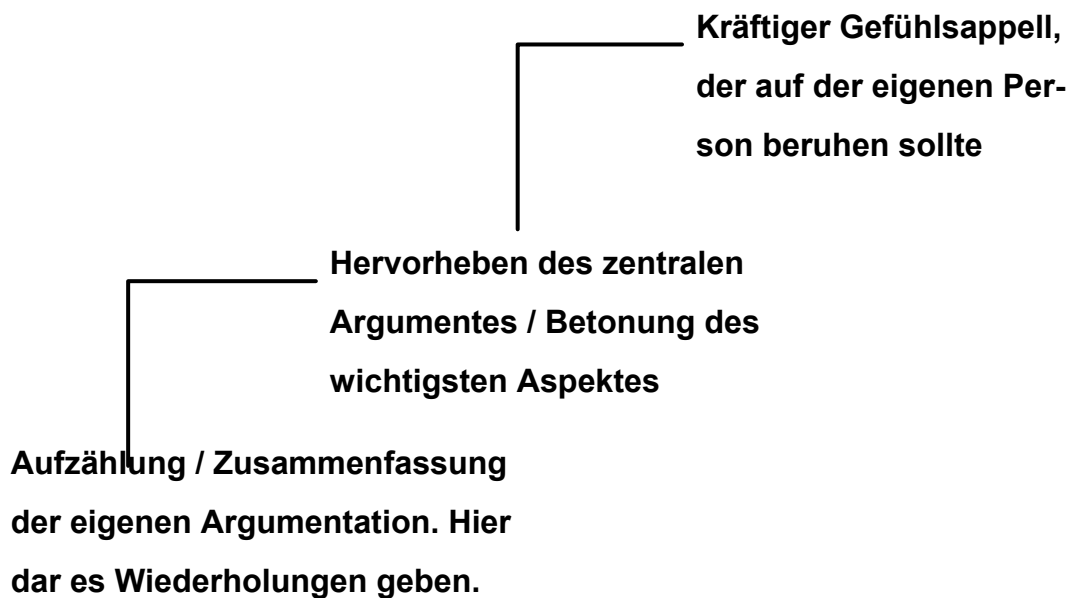 Kräftiger Gefühlsappell,
der auf der eigenen Per-
son beruhen sollte
Hervorheben des zentralen
Argumentes / Betonung des
wichtigsten Aspektes
Aufzählung / Zusammenfassung
der eigenen Argumentation. Hier
dar es Wiederholungen geben.